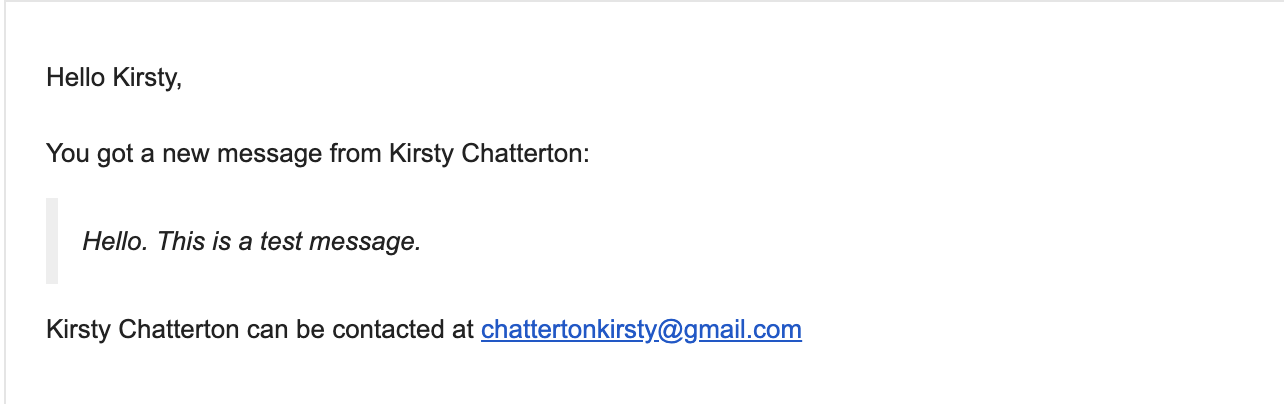 Hello Kirsty,
You got a new message from Kirsty Chatterton:
Hello. This is a test message.
Kirsty Chatterton can be contacted at chattertonkirsty@gmail.com